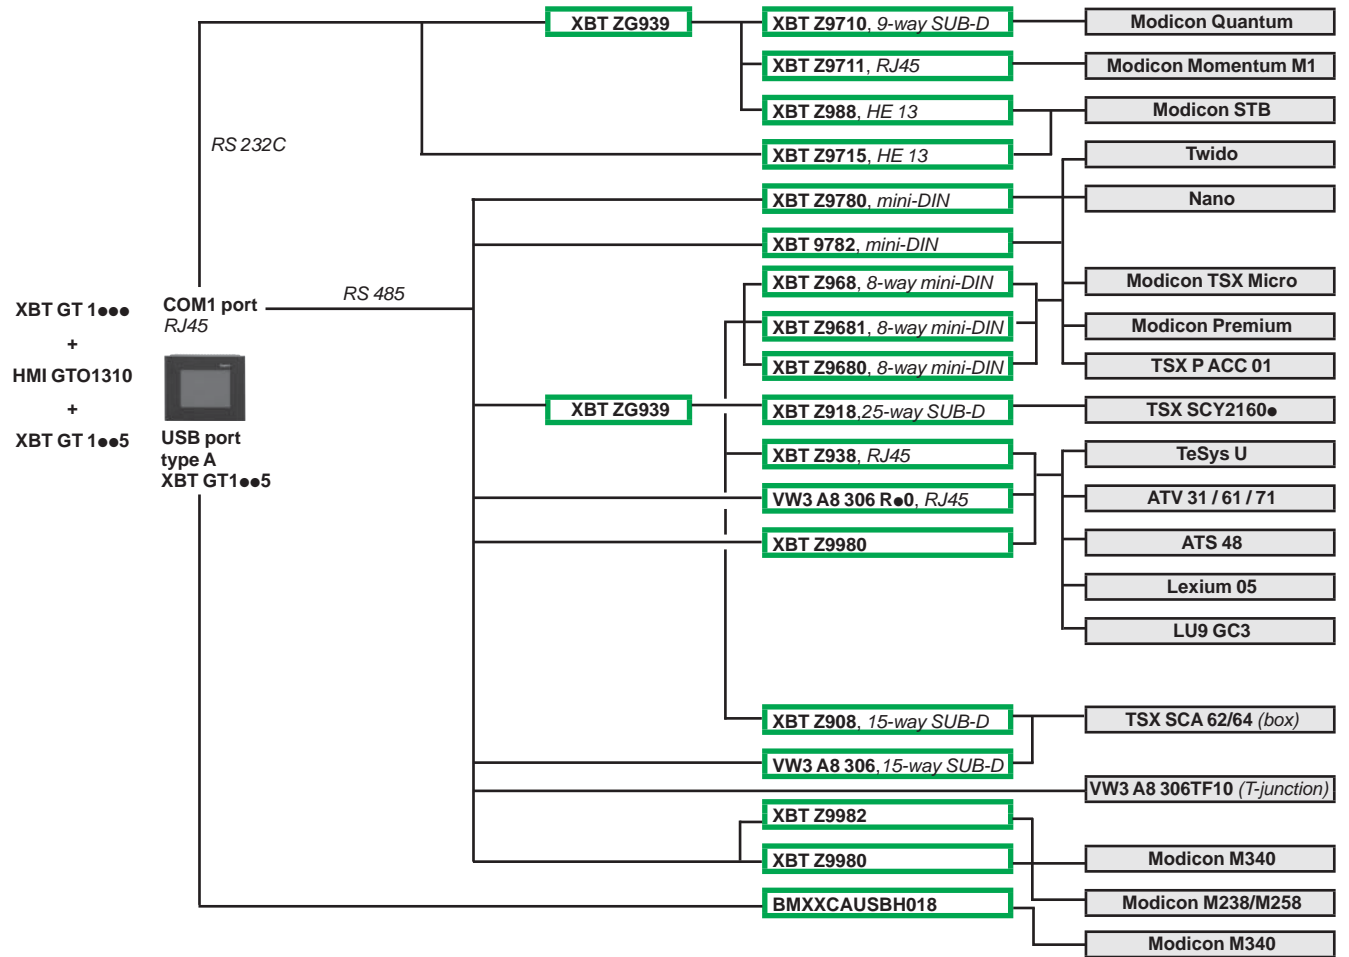 XBT ZG939
XBT Z9710, 9-way SUB-D
Modicon Quantum
XBT Z9711, RJ45
Modicon Momentum M1
XBT Z988, HE 13
Modicon STB
RS 232C
XBT Z9715, HE 13
Twido
XBT Z9780, mini-DIN
Nano
XBT 9782, mini-DIN
XBT Z968, 8-way mini-DIN
Modicon TSX Micro
RS 485
XBT GT 1●●●
COM1 port
RJ45
XBT Z9681, 8-way mini-DIN
Modicon Premium
+
HMI GTO1310
XBT Z9680, 8-way mini-DIN
TSX P ACC 01
+
XBT ZG939
XBT Z918,25-way SUB-D
TSX SCY2160●
XBT GT 1●●5
USB port
type A
XBT GT1●●5
XBT Z938, RJ45
TeSys U
VW3 A8 306 R●0, RJ45
ATV 31 / 61 / 71
XBT Z9980
ATS 48
Lexium 05
LU9 GC3
XBT Z908, 15-way SUB-D
TSX SCA 62/64 (box)
VW3 A8 306,15-way SUB-D
VW3 A8 306TF10 (T-junction)
XBT Z9982
XBT Z9980
Modicon M340
BMXXCAUSBH018
Modicon M238/M258
Modicon M340